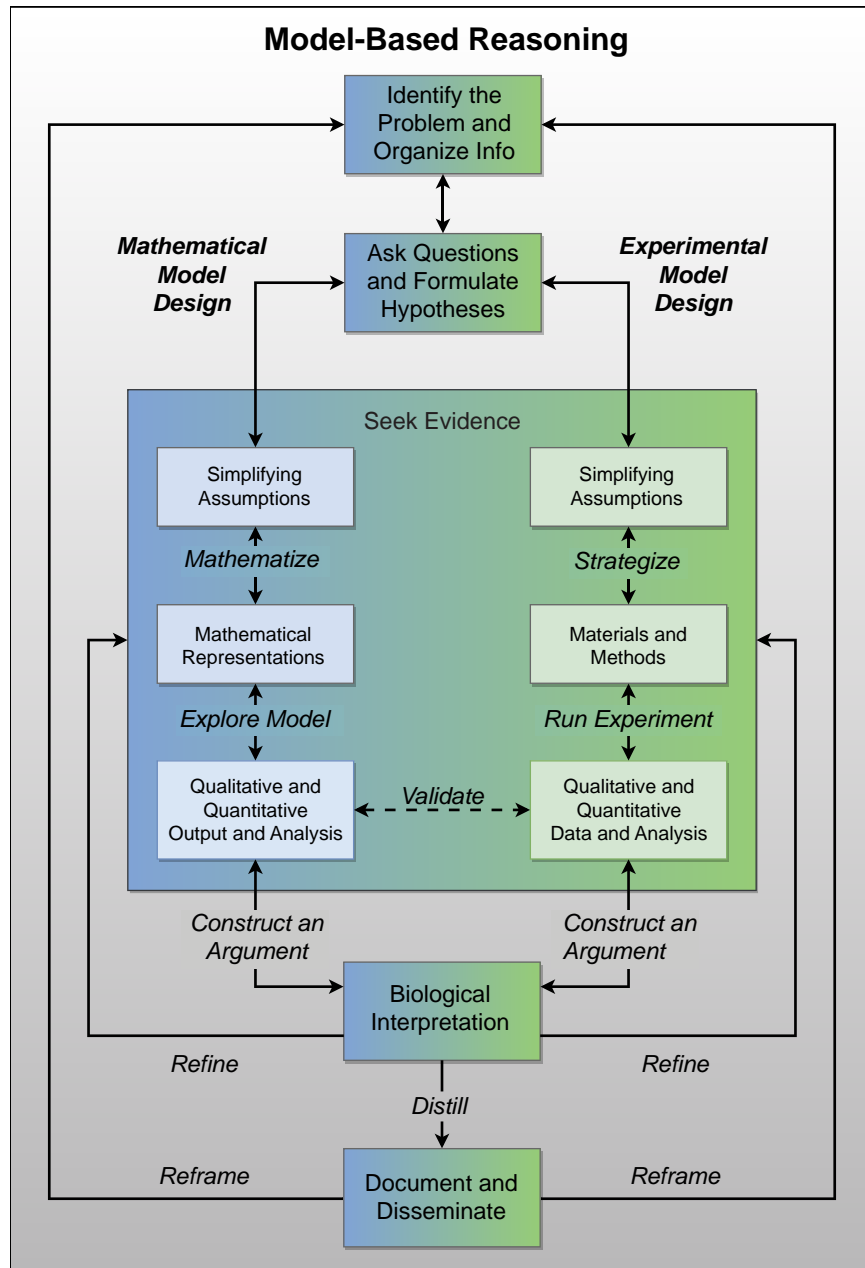 Model-Based Reasoning
Identify the
Problem and
Organize Info
Mathematical
Model
Design
Ask Questions
and Formulate
Hypotheses
Experimental
Model
Design
Seek Evidence
Simplifying
Assumptions
Simplifying
Assumptions
Mathematize
Strategize
Mathematical
Representations
Materials and
Methods
Explore Model
Run Experiment
Qualitative and
Quantitative
Output and Analysis
Validate
Qualitative and
Quantitative
Data and Analysis
Construct an
Argument
Construct an
Argument
Biological
Interpretation
Refine
Refine
Distill
Reframe
Document and
Disseminate
Reframe